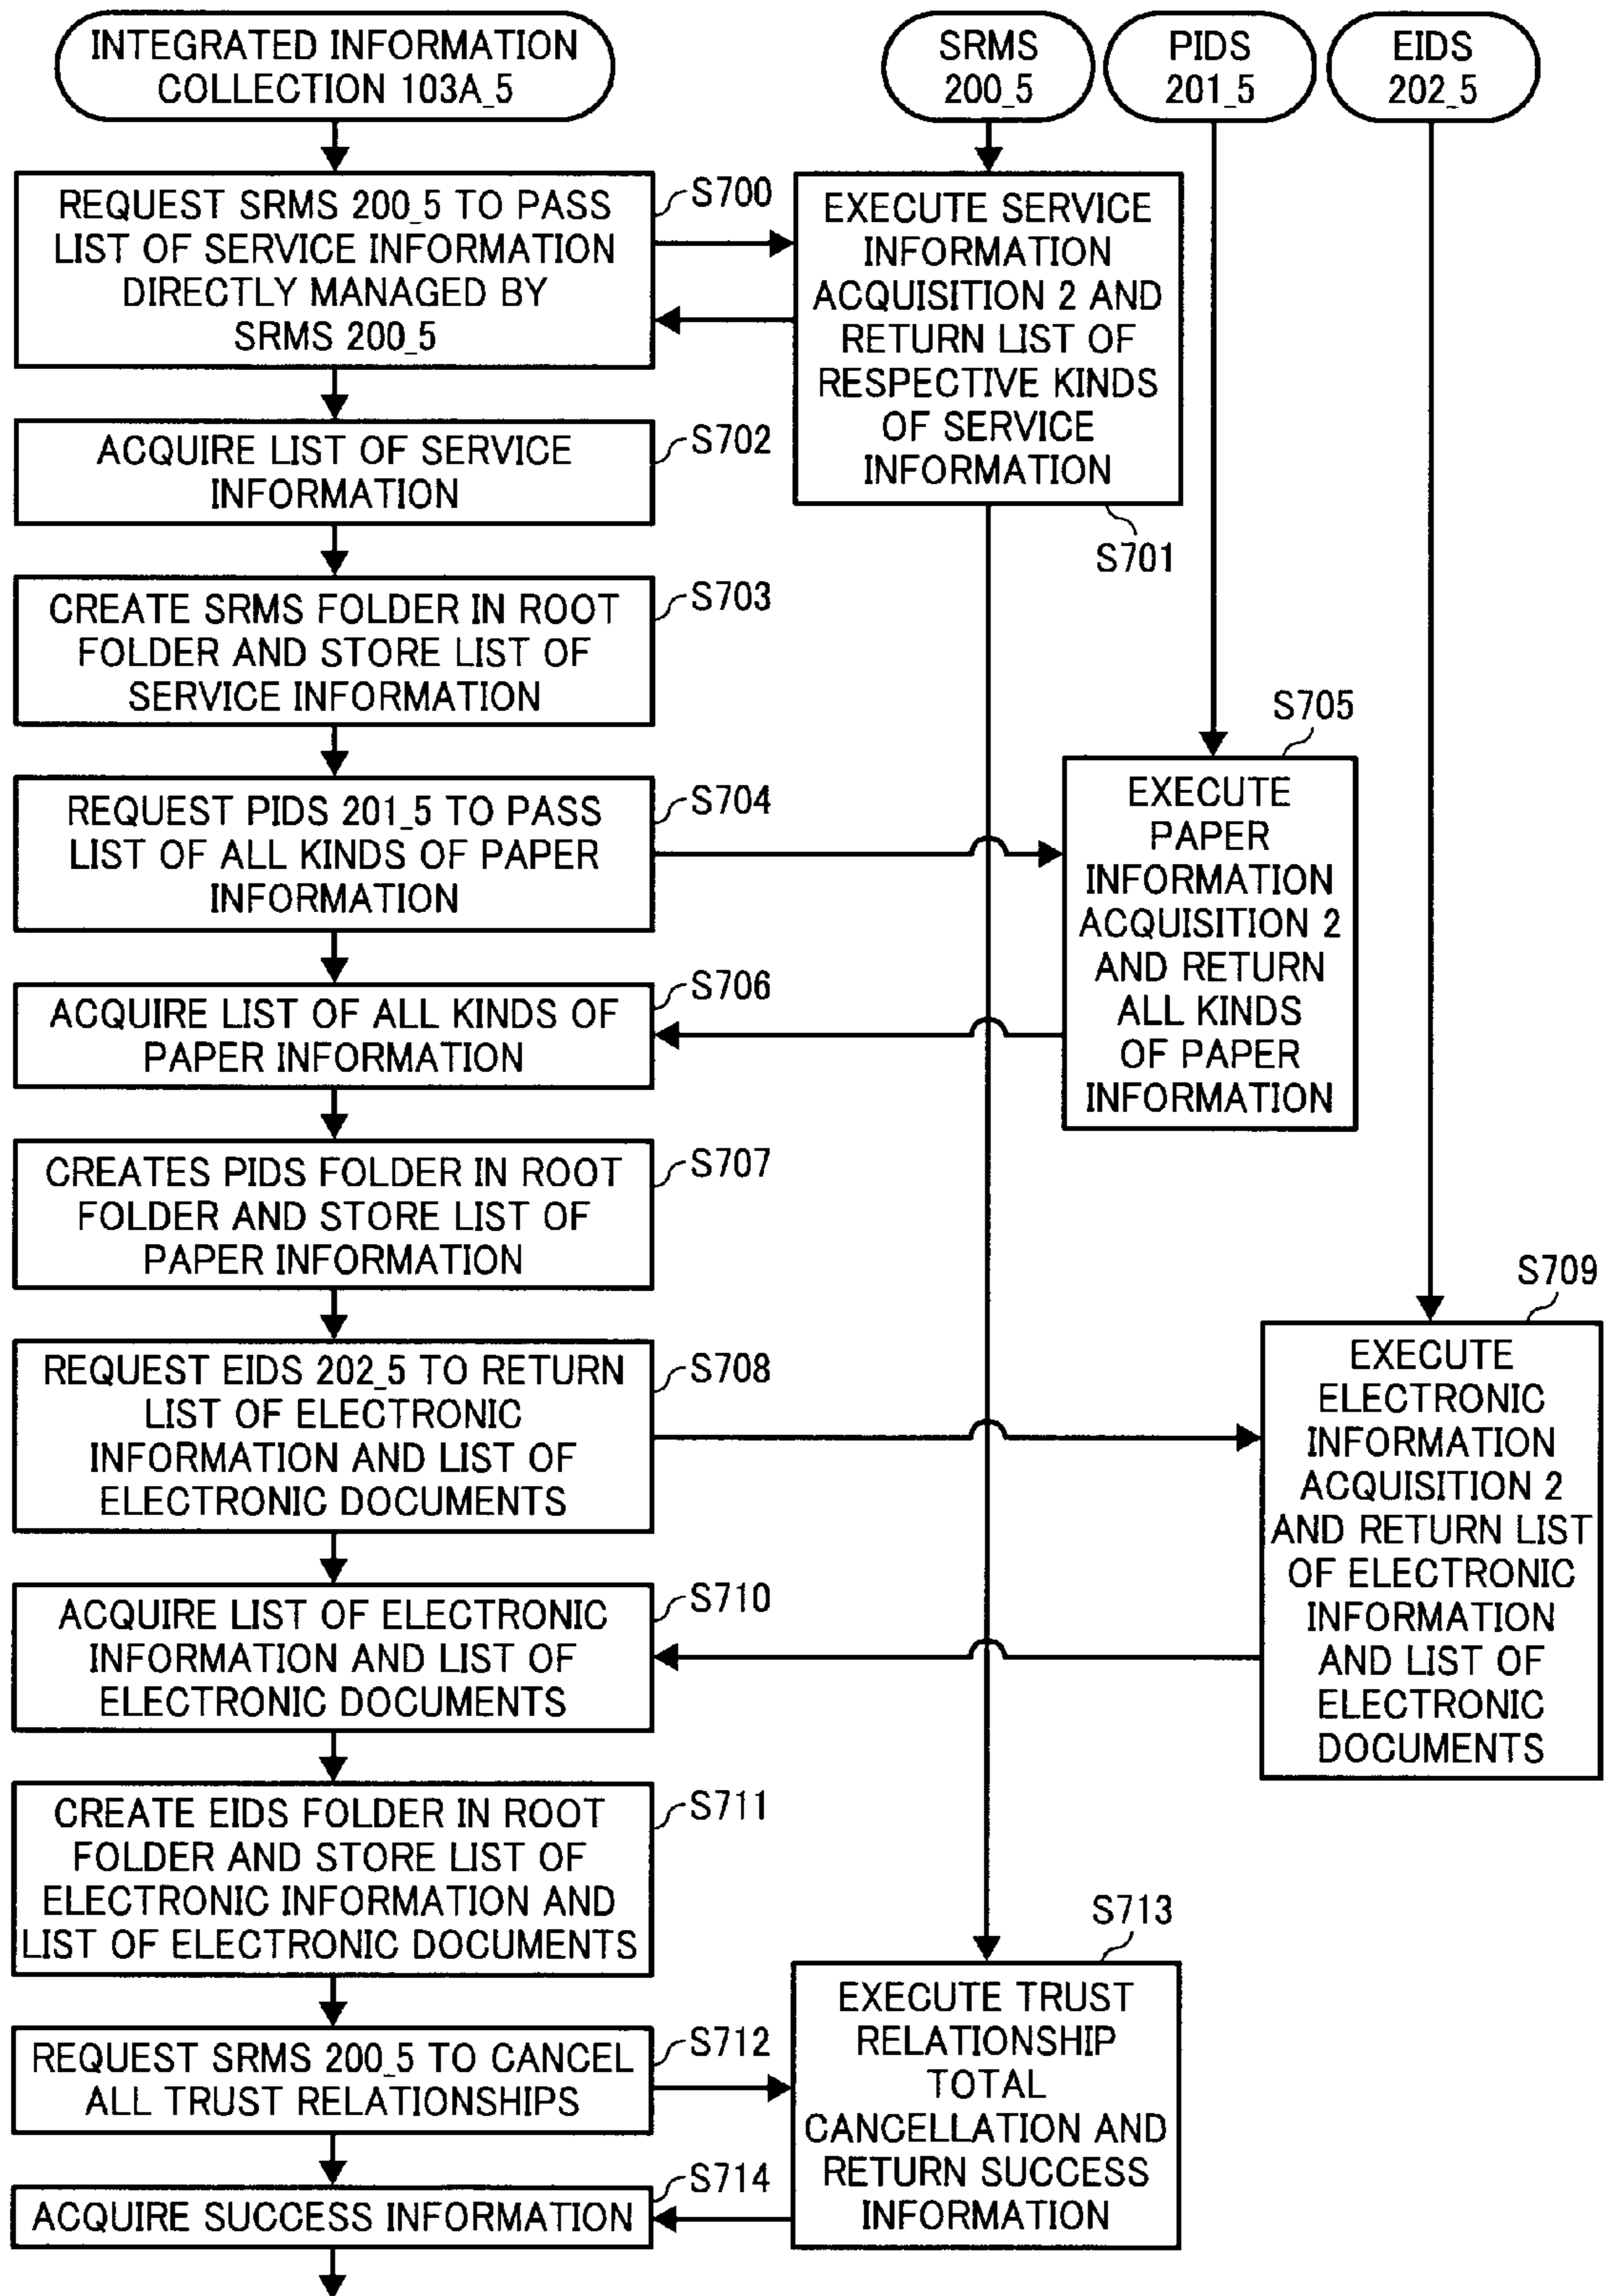 INTEGRATED INFORMATION
COLLECTION 103A_5
SRMS
200_5
PIDS
201_5
EIDS
202_5
REQUEST SRMS 200_5 TO PASS
LIST OF SERVICE INFORMATION
DIRECTLY MANAGED BY
SRMS 200_5
S700
EXECUTE SERVICE
INFORMATION
ACQUISITION 2 AND
RETURN LIST OF
RESPECTIVE KINDS
OF SERVICE
INFORMATION
S701
ACQUIRE LIST OF SERVICE
INFORMATION
S702
CREATE SRMS FOLDER IN ROOT
FOLDER AND STORE LIST OF
SERVICE INFORMATION
S703
REQUEST PIDS 201_5 TO PASS
LIST OF ALL KINDS OF PAPER
INFORMATION
S704
S705
EXECUTE
PAPER
INFORMATION
ACQUISITION 2
AND RETURN
ALL KINDS
OF PAPER
INFORMATION
ACQUIRE LIST OF ALL KINDS OF
PAPER INFORMATION
S706
CREATES PIDS FOLDER IN ROOT
FOLDER AND STORE LIST OF
PAPER INFORMATION
S707
REQUEST EIDS 202_5 TO RETURN
LIST OF ELECTRONIC
INFORMATION AND LIST OF
ELECTRONIC DOCUMENTS
S708
S709
EXECUTE
ELECTRONIC
INFORMATION
ACQUISITION 2
AND RETURN LIST
OF ELECTRONIC
INFORMATION
AND LIST OF
ELECTRONIC
DOCUMENTS
ACQUIRE LIST OF ELECTRONIC
INFORMATION AND LIST OF
ELECTRONIC DOCUMENTS
S710
CREATE EIDS FOLDER IN ROOT
FOLDER AND STORE LIST OF
ELECTRONIC INFORMATION AND
LIST OF ELECTRONIC DOCUMENTS
S711
REQUEST SRMS 200_5 TO CANCEL
ALL TRUST RELATIONSHIPS
S712
S713
EXECUTE TRUST
RELATIONSHIP
TOTAL
CANCELLATION AND
RETURN SUCCESS
INFORMATION
ACQUIRE SUCCESS INFORMATION
S714